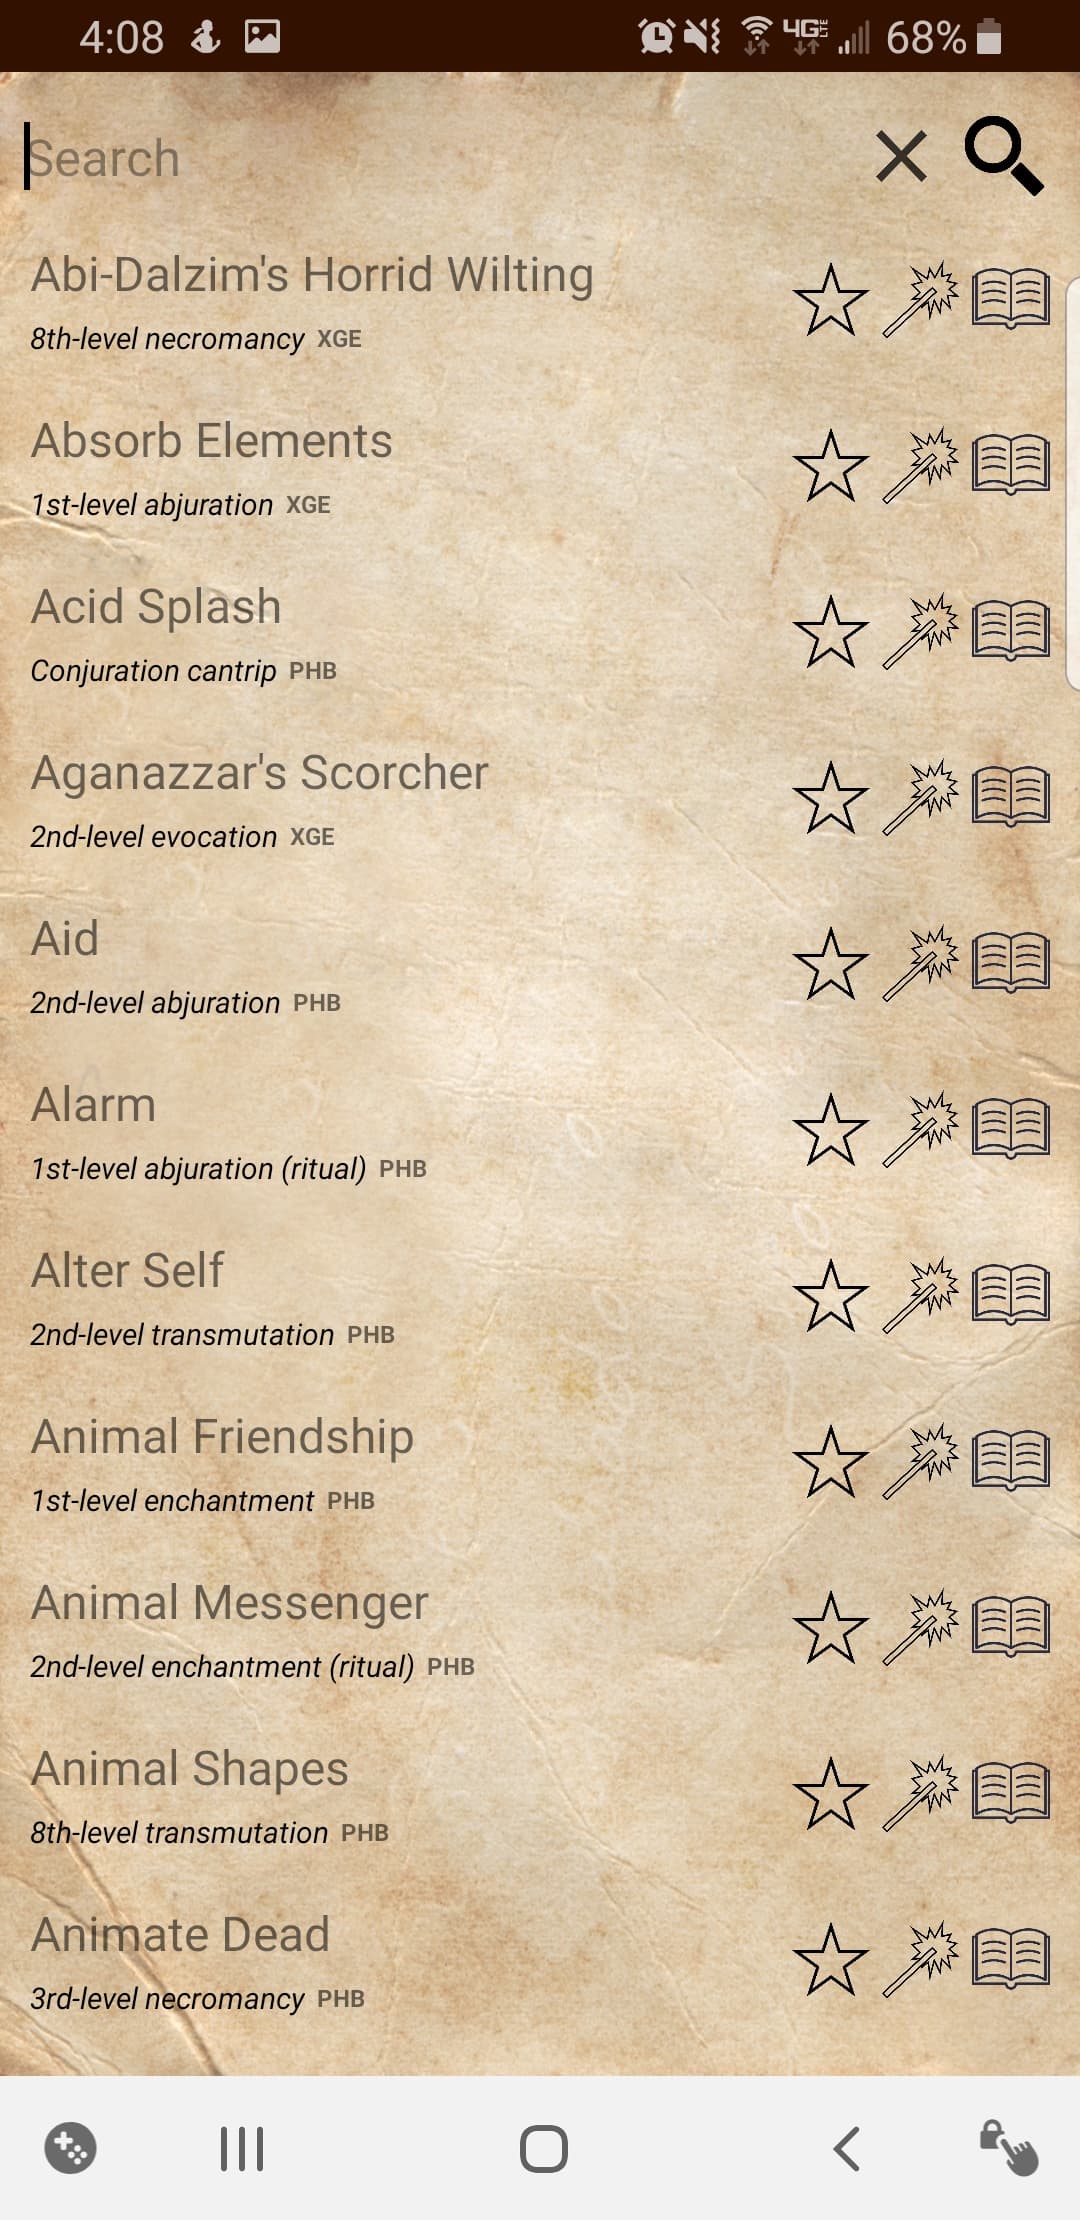 4:08 4G LTE 68%
Search
Abi-Dalzim's Horrid Wilting
8th-level necromancy XGE
Absorb Elements
1st-level abjuration XGE
Acid Splash
Conjuration cantrip PHB
Aganazzar's Scorcher
2nd-level evocation XGE
Aid
2nd-level abjuration PHB
Alarm
1st-level abjuration (ritual) PHB
Alter Self
2nd-level transmutation PHB
Animal Friendship
1st-level enchantment PHB
Animal Messenger
2nd-level enchantment (ritual) PHB
Animal Shapes
8th-level transmutation PHB
Animate Dead
3rd-level necromancy PHB